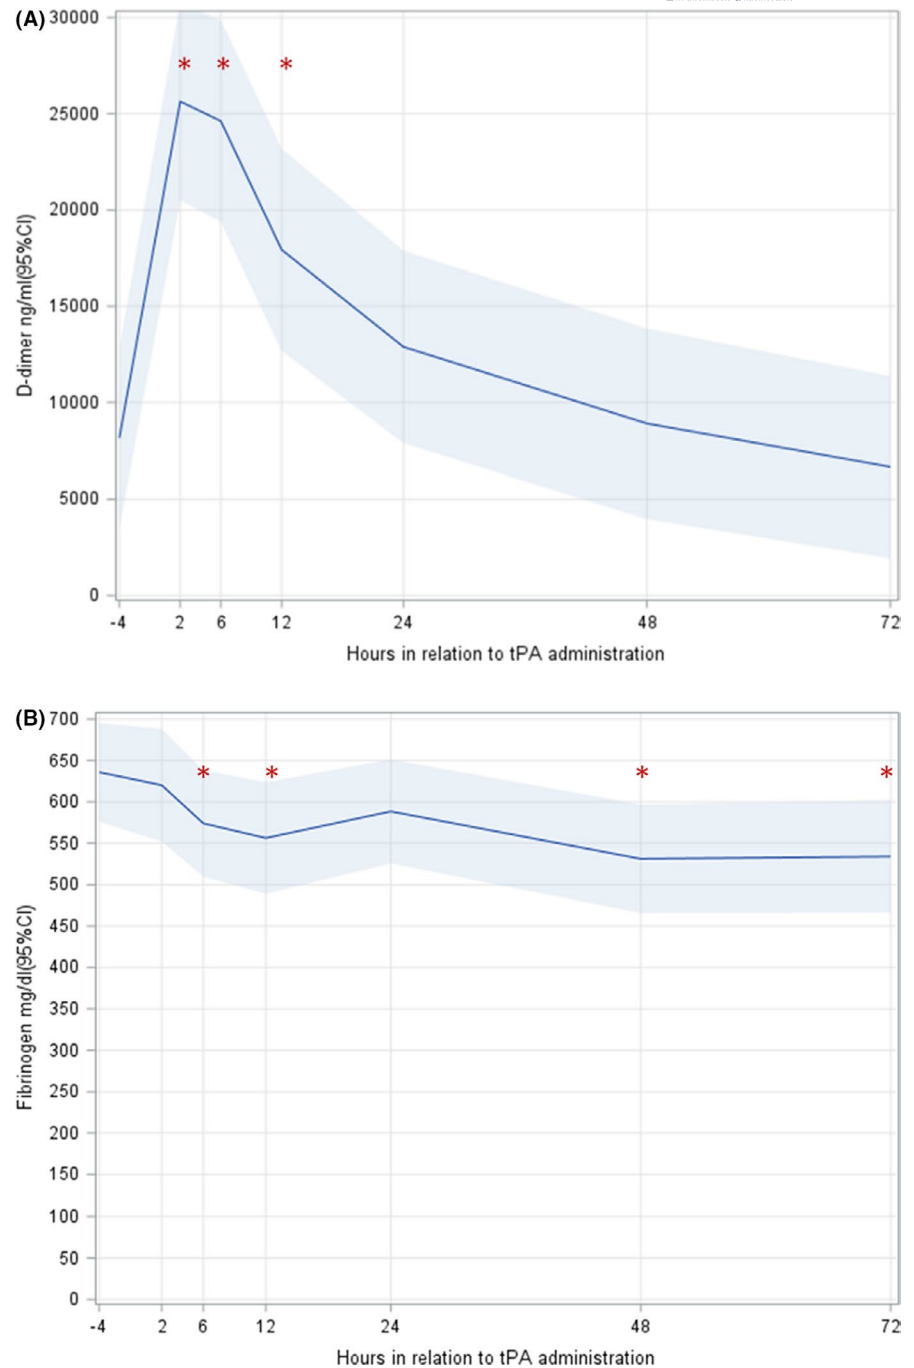 (A)
30000
25000
20000
15000
10000
5000
0
D-dimer ng/ml(95%CI)
* * *
-4 2 6 12 24 48 72
Hours in relation to tPA administration
(B)
700
650
600
550
500
450
400
350
300
250
200
150
100
50
0
Fibrinogen mg/dl(95%CI)
* * * *
-4 2 6 12 24 48 72
Hours in relation to tPA administration